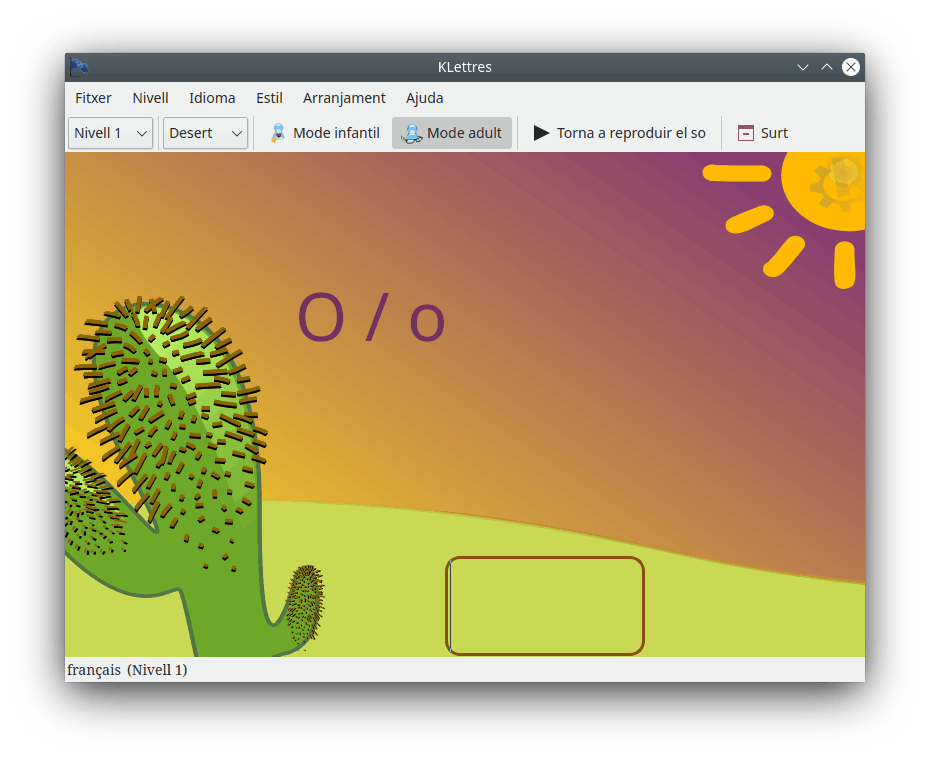 KLettres
Fitxer Nivell Idioma Estil Arranjament Ajuda
Nivell 1 Desert Mode infantil Mode adult Torna a reproduir el so Surt
O / o
français (Nivell 1)